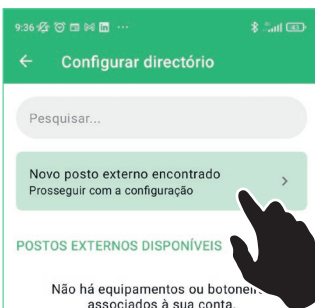 9:36
Configurar directório
Pesquisar...
Novo posto externo encontrado
Prosseguir com a configuração
POSTOS EXTERNOS DISPONÍVEIS
Não há equipamentos ou
associados à sua conta.